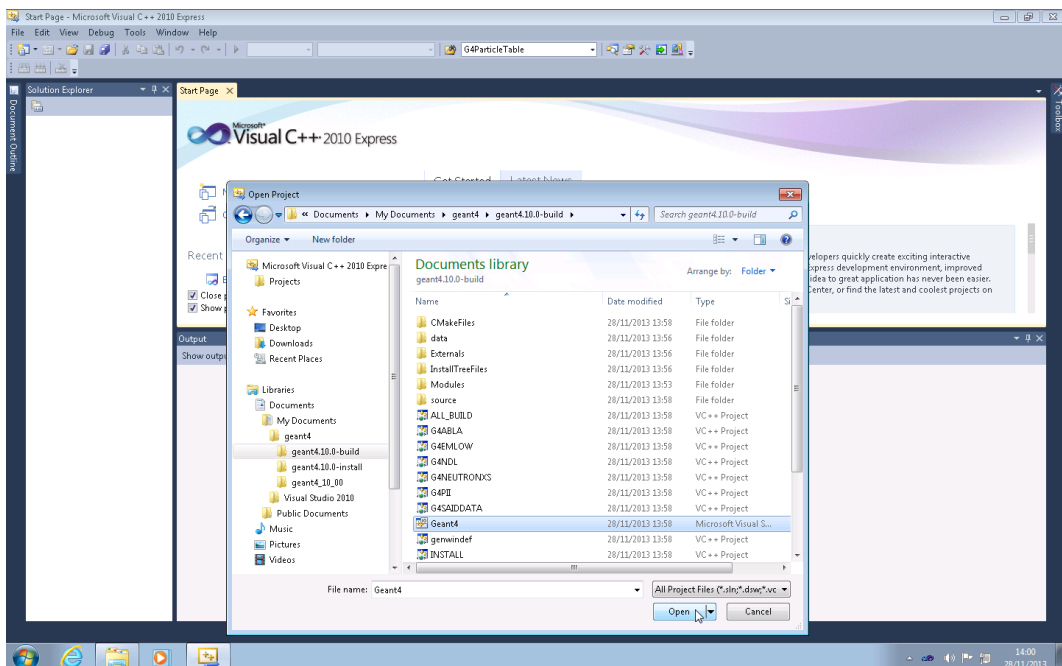 Start Page - Microsoft Visual C++ 2010 Express
File Edit View Debug Tools Window Help
G4ParticleTable
Document Outline
Solution Explorer
Start Page
Toolbox
Microsoft®
Visual C++ 2010 Express
Get Started Latest News
Recent
Close
Show
velopers quickly create exciting interactive
Express development environment, improved
idea to great application has never been easier.
Center, or find the latest and coolest projects on
Output
Show outpu
Open Project
« Documents My Documents geant4 geant4.10.0-build
Search geant4.10.0-build
Organize New folder
Microsoft Visual C++ 2010 Expre
Projects
Favorites
Desktop
Downloads
Recent Places
Libraries
Documents
My Documents
geant4
geant4.10.0-build
geant4.10.0-install
geant4_10_00
Visual Studio 2010
Public Documents
Music
Pictures
Videos
Documents library
geant4.10.0-build
Arrange by: Folder
Name Date modified Type Si
CMakeFiles 28/11/2013 13:58 File folder
data 28/11/2013 13:56 File folder
Externals 28/11/2013 13:56 File folder
InstallTreeFiles 28/11/2013 13:56 File folder
Modules 28/11/2013 13:53 File folder
source 28/11/2013 13:58 File folder
ALL_BUILD 28/11/2013 13:58 VC++ Project
G4ABLA 28/11/2013 13:58 VC++ Project
G4EMLOW 28/11/2013 13:58 VC++ Project
G4NDL 28/11/2013 13:58 VC++ Project
G4NEUTRONXS 28/11/2013 13:58 VC++ Project
G4PII 28/11/2013 13:58 VC++ Project
G4SAIDDATA 28/11/2013 13:58 VC++ Project
Geant4 28/11/2013 13:58 Microsoft Visual S...
genwindef 28/11/2013 13:58 VC++ Project
INSTALL 28/11/2013 13:58 VC++ Project
File name: Geant4
All Project Files (*.sln;*.dsw;*.vc
Open Cancel
14:00
28/11/2013